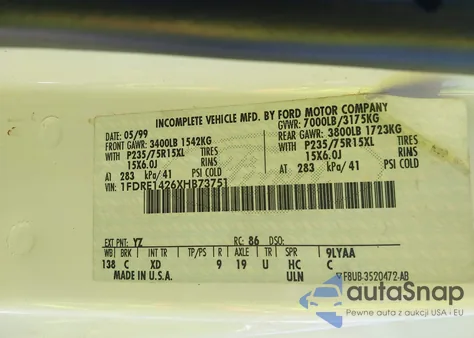 INCOMPLETE VEHICLE MFD. BY FORD MOTOR COMPANY
05/99 GVWR: 7000LB/3175KG
FRONT GAWR: 3400LB 1542KG REAR GAWR: 3800LB 1723KG
WITH P235/75R15XL TIRES WITH P235/75R15XL TIRES
15X6.0J RIMS 15X6.0J RIMS
AT 283 kPa/ 41 PSI COLD AT 283 kPa/ 41 PSI COLD
1FDRE1426XHB73751
EXT PNT: YZ RC: 86 DSO:
WB BRK INT TR TP/PS R AXLE TR SPR 9LYAA
138 C XD 9 19 U HC C
MADE IN U.S.A. ULN F8UB-3520472-AB
autoSnap
Pewne auta z aukcji USA i EU